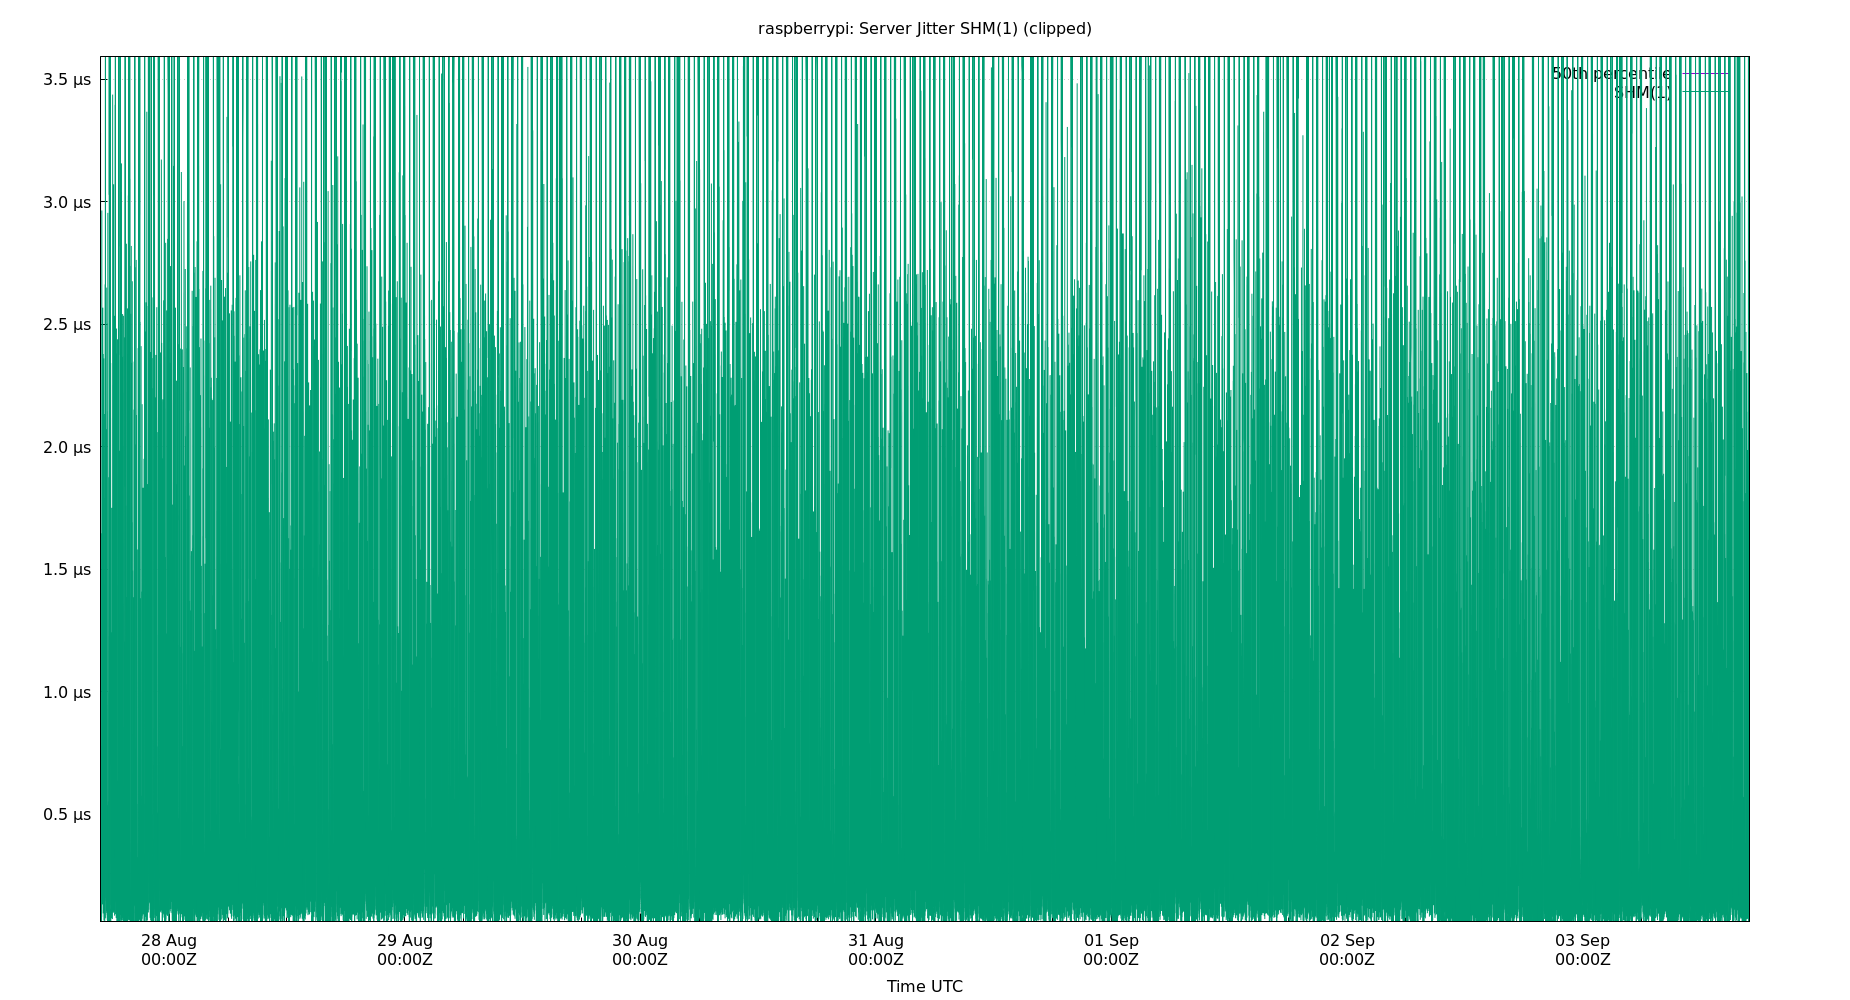 raspberrypi: Server Jitter SHM(1) (clipped)
50th percentile
SHM(1)
3.5 µs
3.0 µs
2.5 µs
2.0 µs
1.5 µs
1.0 µs
0.5 µs
28 Aug 29 Aug 30 Aug 31 Aug 01 Sep 02 Sep 03 Sep
00:00Z 00:00Z 00:00Z 00:00Z 00:00Z 00:00Z 00:00Z
Time UTC